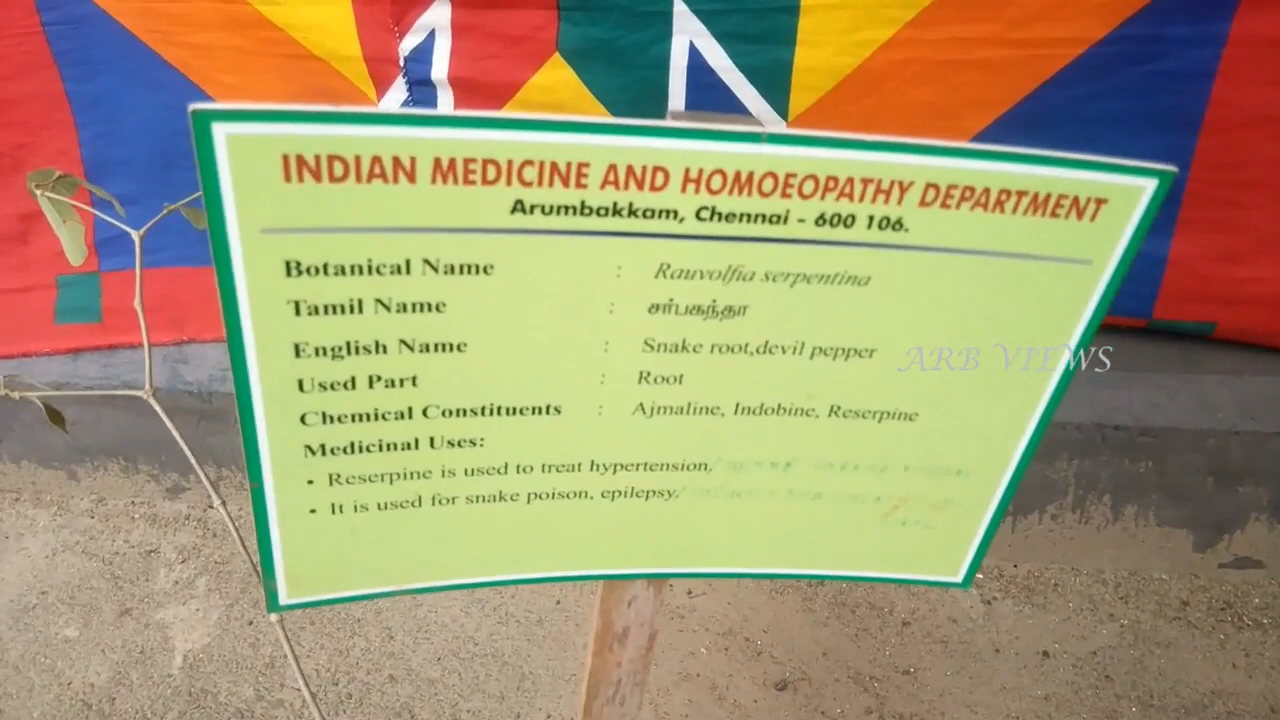 INDIAN MEDICINE AND HOMOEOPATHY DEPARTMENT
Arumbakkam, Chennai - 600 106.
Botanical Name : Rauvolfia serpentina
Tamil Name : சர்பகந்தா
English Name : Snake root,devil pepper
Used Part : Root
Chemical Constituents : Ajmaline, Indobine, Reserpine
Medicinal Uses:
• Reserpine is used to treat hypertension,
• It is used for snake poison, epilepsy
ARB VIEWS